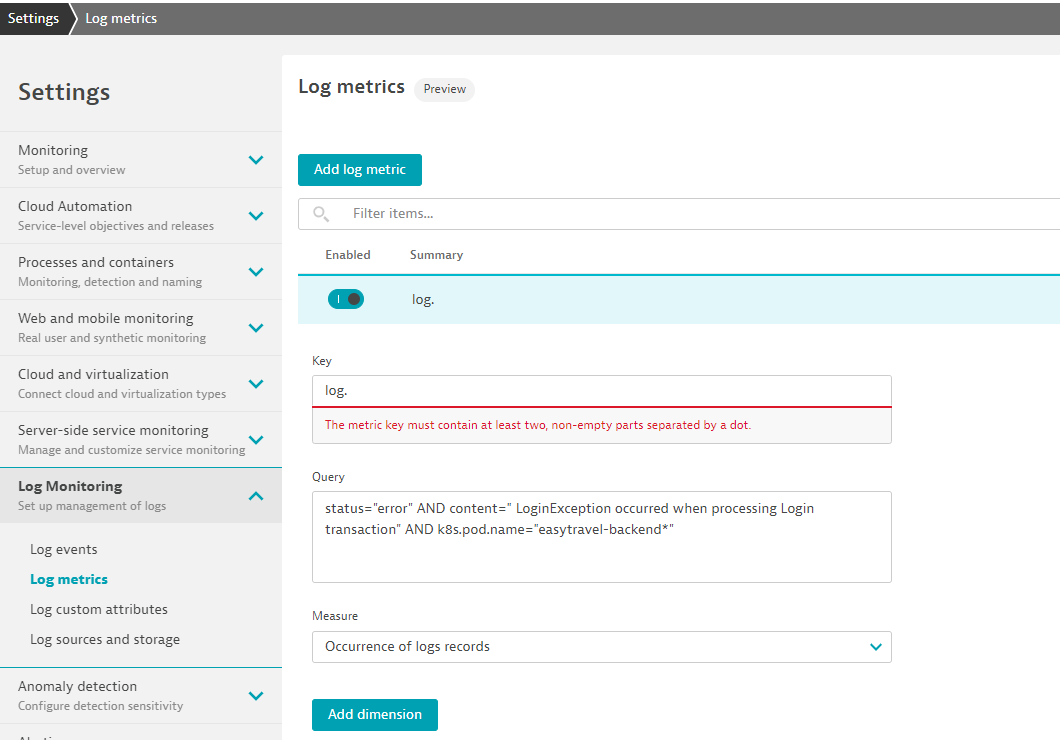 Settings
Log metrics
Settings
Monitoring
Setup and overview
Cloud Automation
Service-level objectives and releases
Processes and containers
Monitoring, detection and naming
Web and mobile monitoring
Real user and synthetic monitoring
Cloud and virtualization
Connect cloud and virtualization types
Server-side service monitoring
Manage and customize service monitoring
Log Monitoring
Set up management of logs
Log events
Log metrics
Log custom attributes
Log sources and storage
Anomaly detection
Configure detection sensitivity
Log metrics Preview
Add log metric
Filter items...
Enabled Summary
log.
Key
log.
The metric key must contain at least two, non-empty parts separated by a dot.
Query
status="error" AND content=" LoginException occurred when processing Login
transaction" AND k8s.pod.name="easytravel-backend*"
Measure
Occurrence of logs records
Add dimension